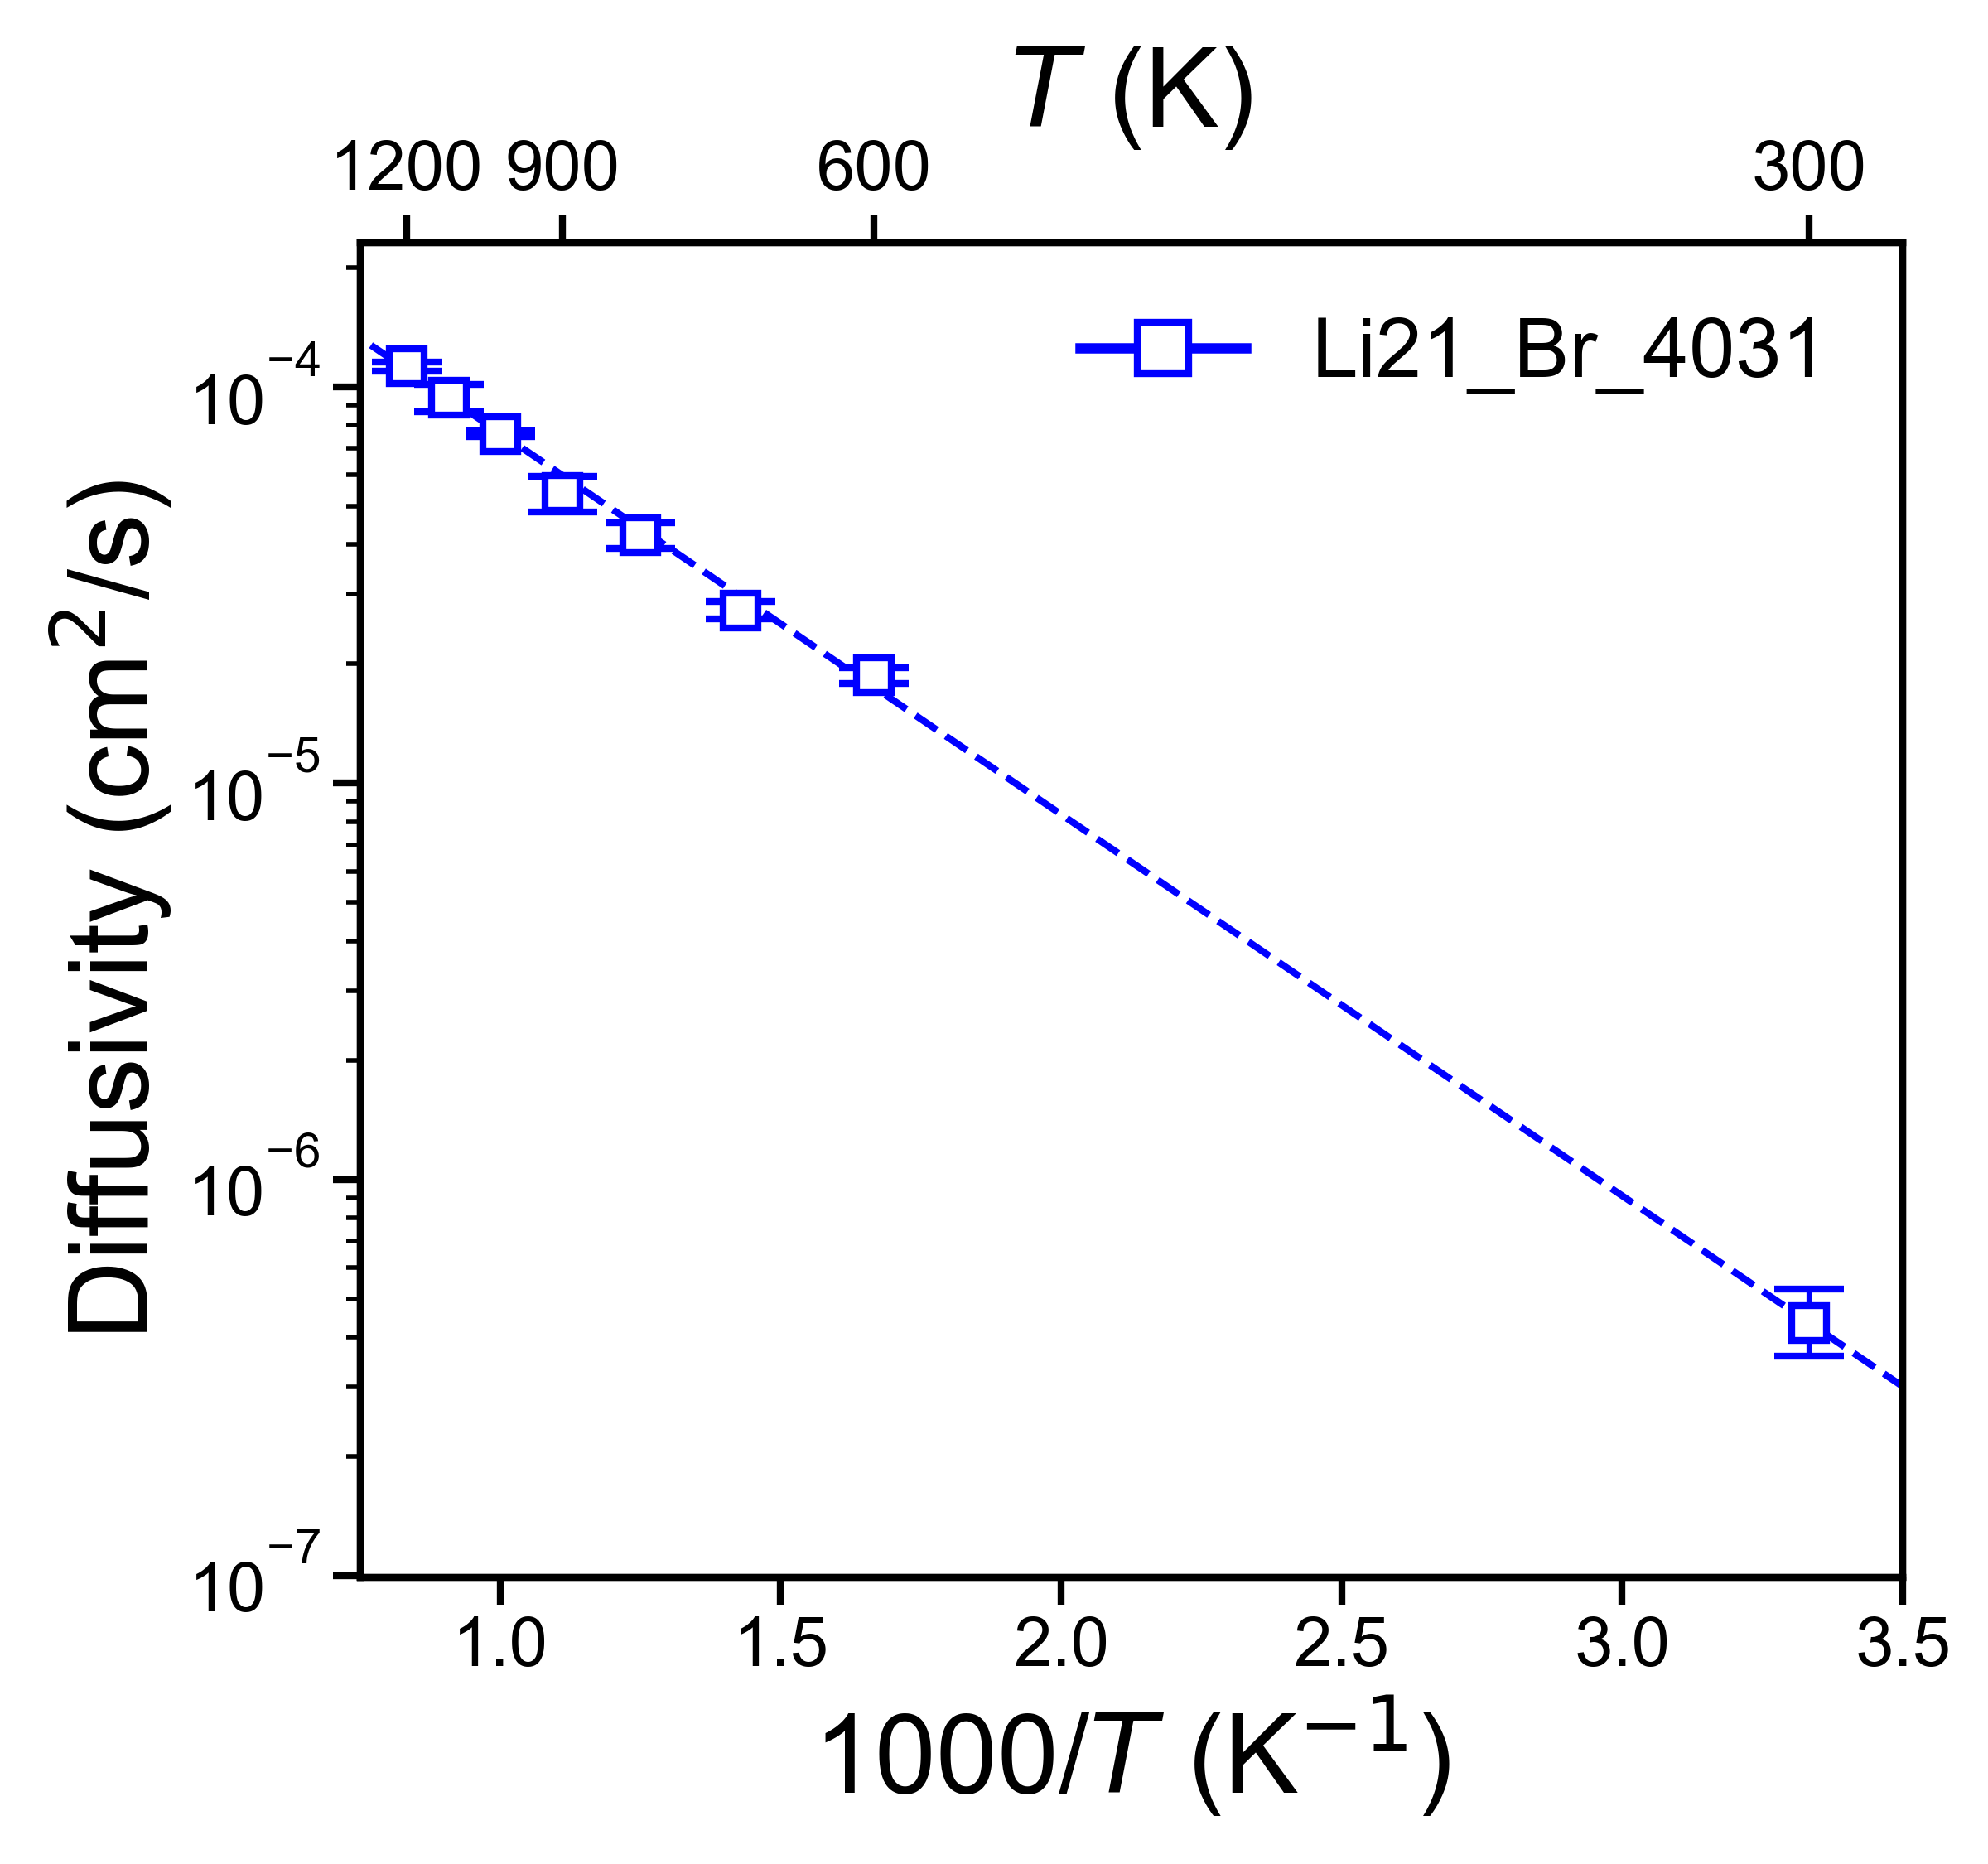 T (K)
1200 900 600 300
Li21_Br_4031
Diffusivity (cm²/s)
10⁻⁴
10⁻⁵
10⁻⁶
10⁻⁷
1.0 1.5 2.0 2.5 3.0 3.5
1000/T (K⁻¹)